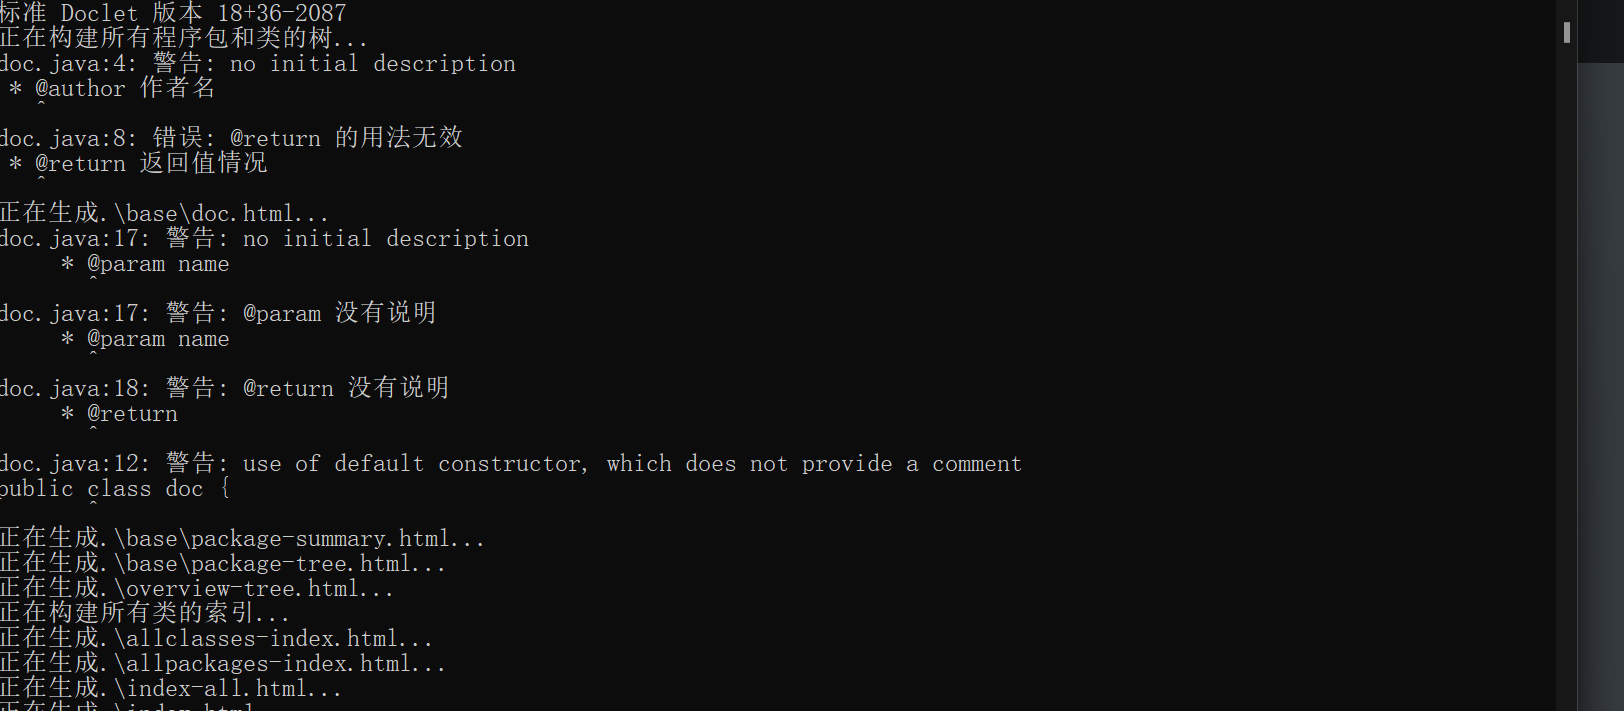 标准 Doclet 版本 18+36-2087
正在构建所有程序包和类的树...
doc.java:4: 警告: no initial description
 * @author 作者名
   ^
doc.java:8: 错误: @return 的用法无效
 * @return 返回值情况
   ^
正在生成.\base\doc.html...
doc.java:17: 警告: no initial description
     * @param name
       ^
doc.java:17: 警告: @param 没有说明
     * @param name
       ^
doc.java:18: 警告: @return 没有说明
     * @return
       ^
doc.java:12: 警告: use of default constructor, which does not provide a comment
public class doc {
       ^
正在生成.\base\package-summary.html...
正在生成.\base\package-tree.html...
正在生成.\overview-tree.html...
正在构建所有类的索引...
正在生成.\allclasses-index.html...
正在生成.\allpackages-index.html...
正在生成.\index-all.html...
正在生成.\index.html...